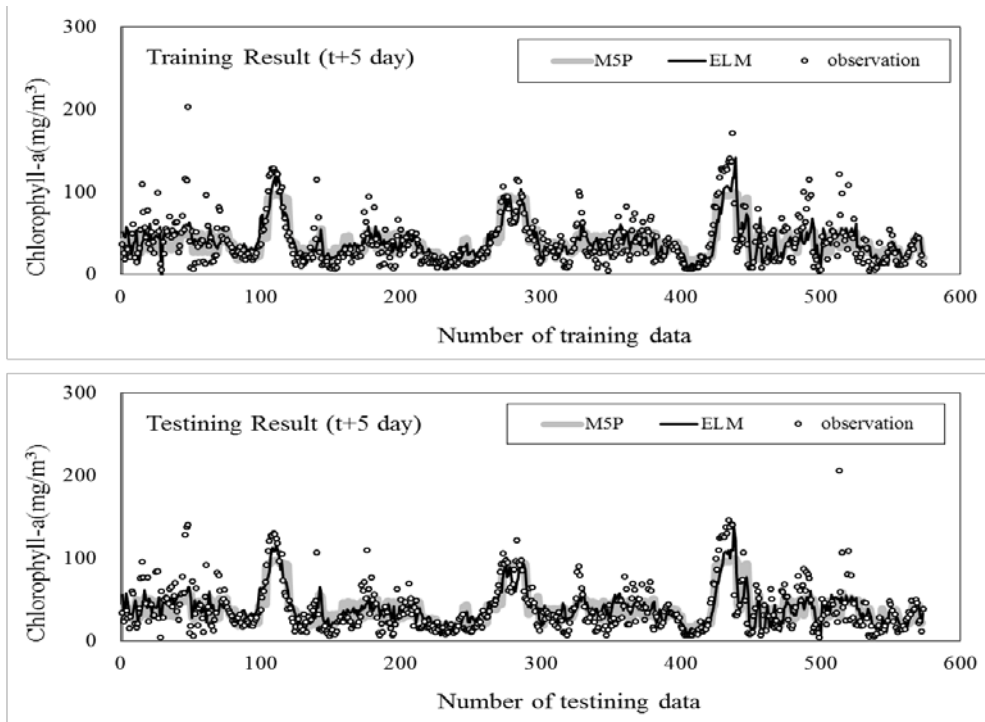 300
Training Result (t+5 day)
M5P ELM observation
200
100
0
Chlorophyll-a(mg/m³)
0 100 200 300 400 500 600
Number of training data
300
Testining Result (t+5 day)
M5P ELM observation
200
100
0
Chlorophyll-a(mg/m³)
0 100 200 300 400 500 600
Number of testining data